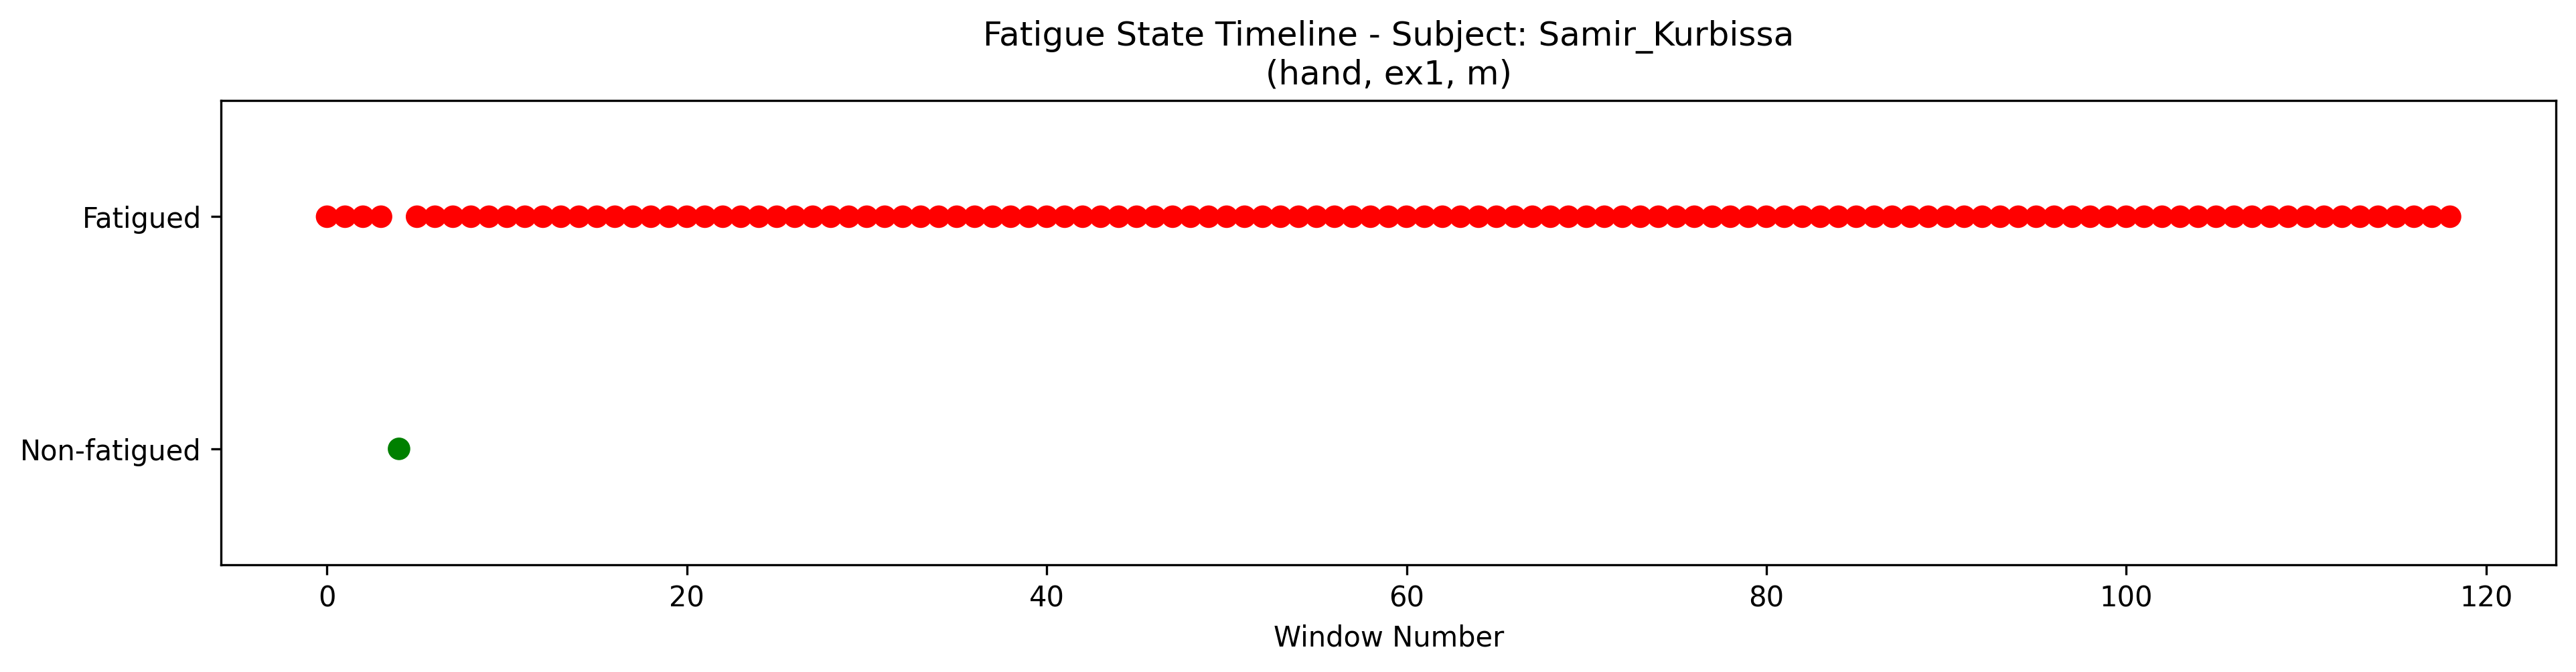 Fatigue State Timeline - Subject: Samir_Kurbissa
(hand, ex1, m)
Fatigued
Non-fatigued
0 20 40 60 80 100 120
Window Number